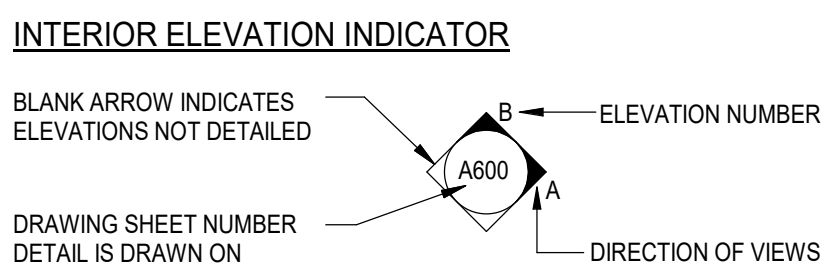 INTERIOR ELEVATION INDICATOR
BLANK ARROW INDICATES
ELEVATIONS NOT DETAILED
B
ELEVATION NUMBER
A600
A
DRAWING SHEET NUMBER
DETAIL IS DRAWN ON
DIRECTION OF VIEWS